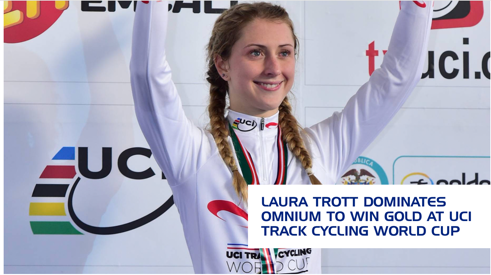 tvuci.c
UCI
UCI
UCI TRACK CYCLING
WORLD CUP
LAURA TROTT DOMINATES
OMNIUM TO WIN GOLD AT UCI
TRACK CYCLING WORLD CUP